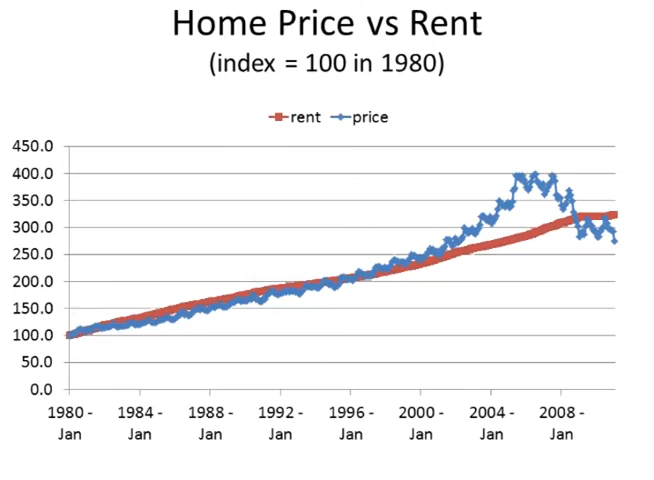 Home Price vs Rent
(index = 100 in 1980)
rent price
450.0
400.0
350.0
300.0
250.0
200.0
150.0
100.0
50.0
0.0
1980 - 1984 - 1988 - 1992 - 1996 - 2000 - 2004 - 2008 -
Jan Jan Jan Jan Jan Jan Jan Jan